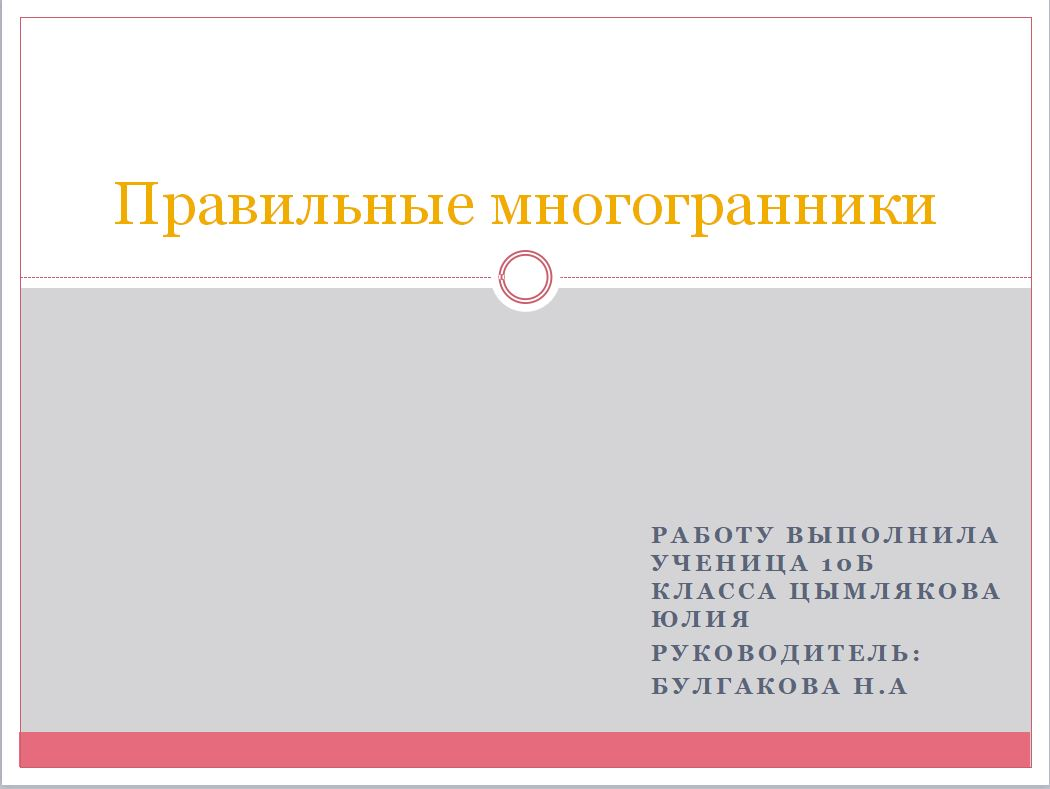 Правильные многогранники
РАБОТУ ВЫПОЛНИЛА
УЧЕНИЦА 10Б
КЛАССА ЦЫМЛЯКОВА
ЮЛИЯ
РУКОВОДИТЕЛЬ:
БУЛГАКОВА Н.А